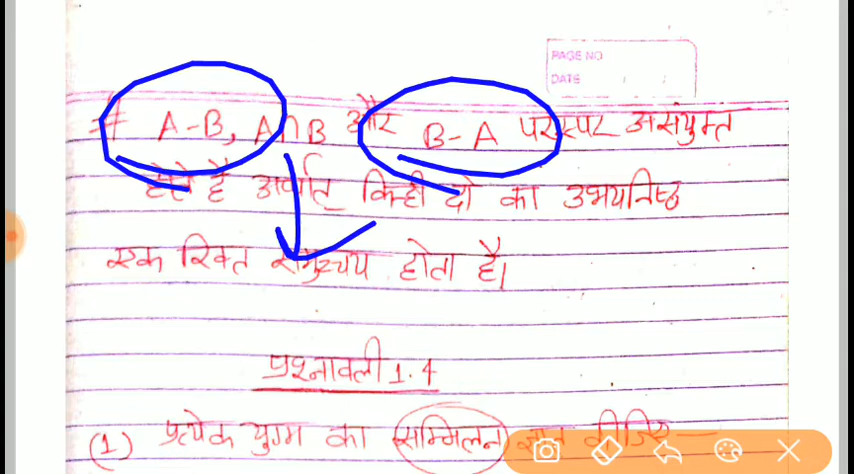 PAGE NO
DATE
# A-B, A∩B और B-A परस्पर असंयुक्त
होते है अर्थात् किन्ही दो का उभयनिष्ठ
एक रिक्त समुच्चय होता है।
प्रश्नावली 1.4
(1) प्रत्येक युग्म का सम्मिलन ज्ञात कीजिए —